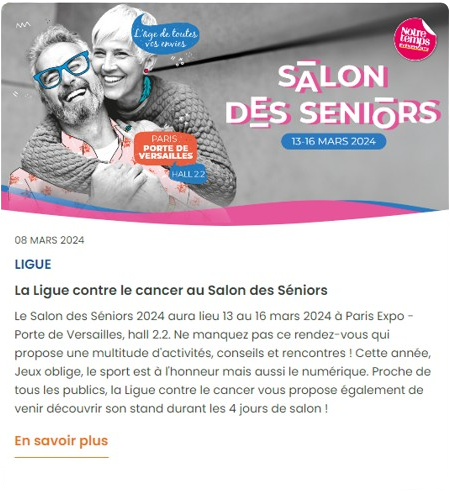 L'âge de toutes
vos envies
Notre
temps
SALON
DES SENIORS
13-16 MARS 2024
PARIS
PORTE DE
VERSAILLES
HALL 2.2
08 MARS 2024
LIGUE
La Ligue contre le cancer au Salon des Séniors
Le Salon des Séniors 2024 aura lieu 13 au 16 mars 2024 à Paris Expo -
Porte de Versailles, hall 2.2. Ne manquez pas ce rendez-vous qui
propose une multitude d'activités, conseils et rencontres ! Cette année,
Jeux oblige, le sport est à l'honneur mais aussi le numérique. Proche de
tous les publics, la Ligue contre le cancer vous propose également de
venir découvrir son stand durant les 4 jours de salon !
En savoir plus